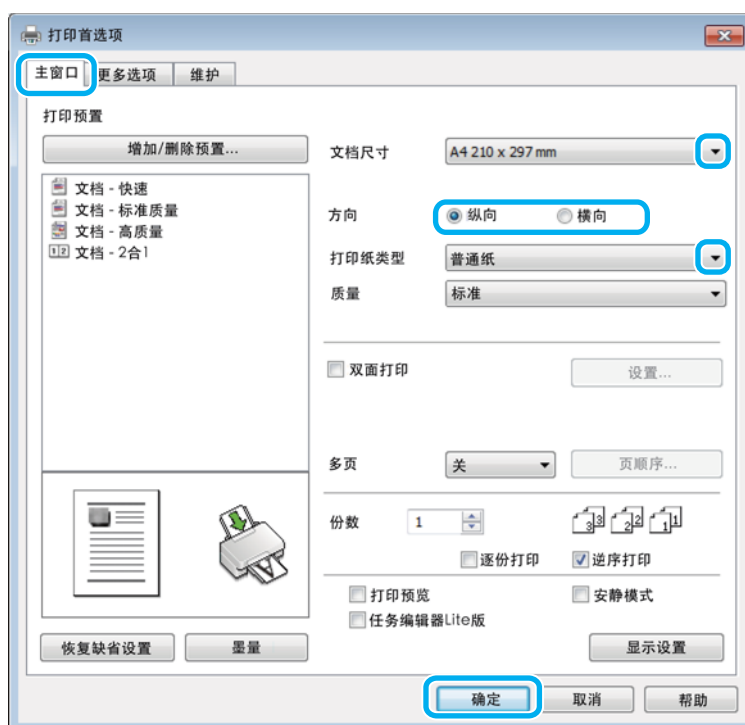 打印首选项
主窗口 更多选项 维护
打印预置
增加/删除预置...
文档 - 快速
文档 - 标准质量
文档 - 高质量
文档 - 2合1
文档尺寸 A4 210 x 297 mm
方向 纵向 横向
打印纸类型 普通纸
质量 标准
双面打印 设置...
多页 关 页顺序...
份数 1
逐份打印 逆序打印
打印预览 安静模式
任务编辑器Lite版
恢复缺省设置 墨量 显示设置
确定 取消 帮助